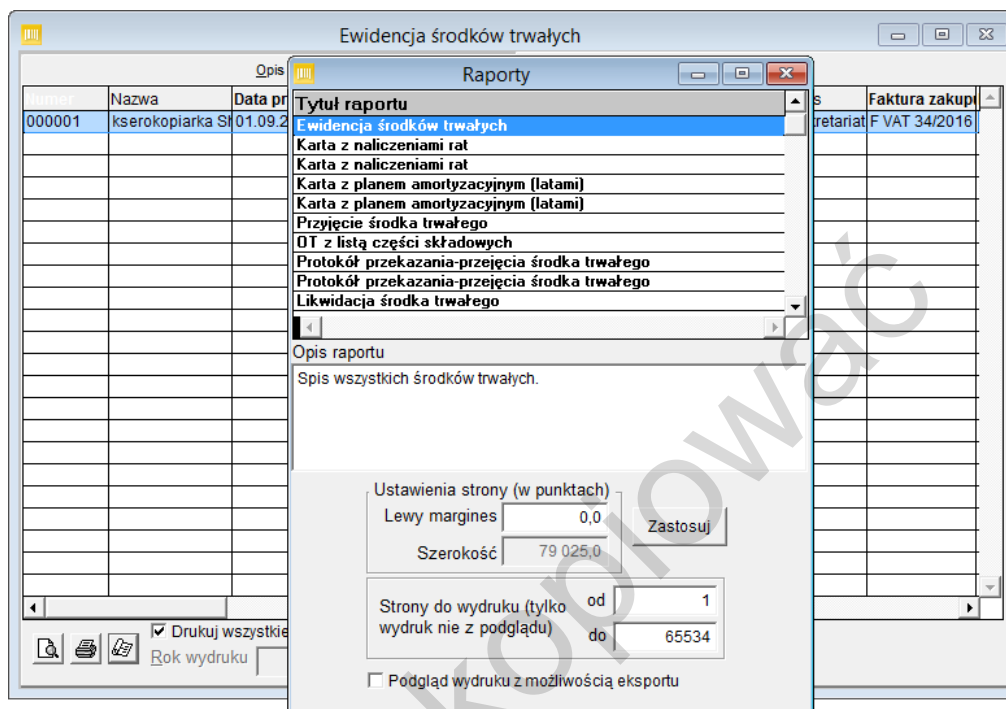 Ewidencja środków trwałych
Opis
Numer Nazwa Data pr
000001 kserokopiarka 01.09.2
s Faktura zakupu
retariat F VAT 34/2016
Raporty
Tytuł raportu
Ewidencja środków trwałych
Karta z naliczeniami rat
Karta z naliczeniami rat
Karta z planem amortyzacyjnym (latami)
Karta z planem amortyzacyjnym (latami)
Przyjęcie środka trwałego
OT z listą części składowych
Protokół przekazania-przejęcia środka trwałego
Protokół przekazania-przejęcia środka trwałego
Likwidacja środka trwałego
Opis raportu
Spis wszystkich środków trwałych.
Ustawienia strony (w punktach)
Lewy margines 0,0
Szerokość 79 025,0
Zastosuj
Strony do wydruku (tylko wydruk nie z podglądu)
od 1
do 65534
Podgląd wydruku z możliwością eksportu
Drukuj wszystkie
Rok wydruku
kopiować